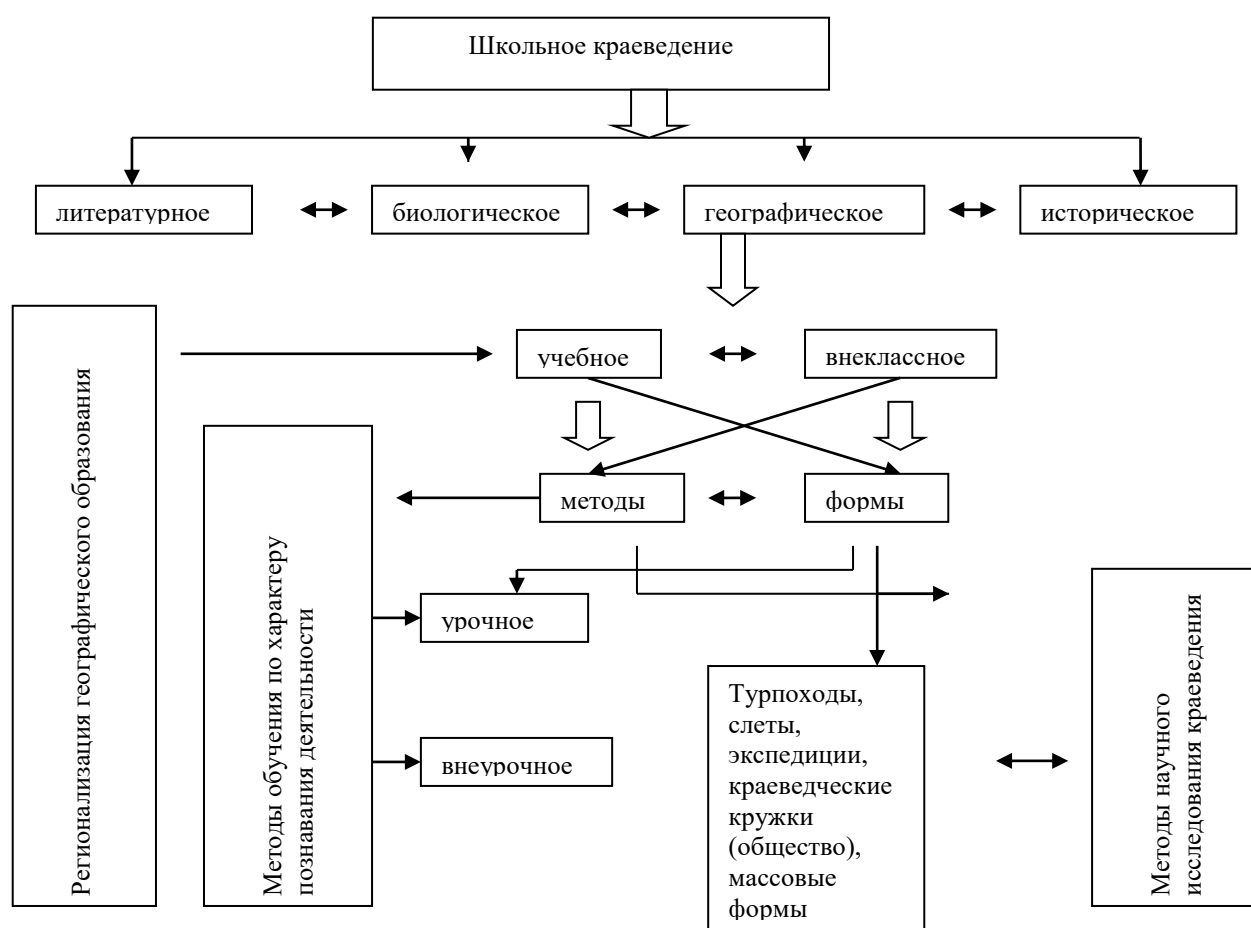 Школьное краеведение
литературное
биологическое
географическое
историческое
учебное
внеклассное
методы
формы
Регионализация географического образования
Методы обучения по характеру
познавания деятельности
урочное
внеурочное
Турпоходы,
слеты,
экспедиции,
краеведческие
кружки
(общество),
массовые
формы
Методы научного
исследования краеведения